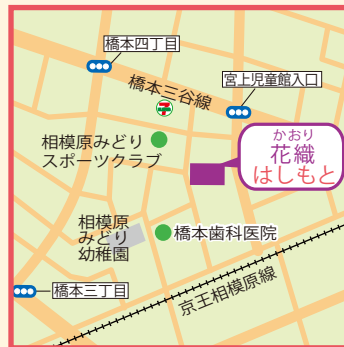 橋本四丁目
橋本三谷線
宮上児童館入口
7
相模原みどり
スポーツクラブ
かおり
花織
はしもと
相模原
みどり
幼稚園
橋本歯科医院
橋本三丁目
京王相模原線